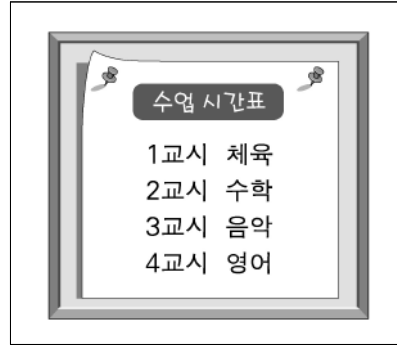 수업 시간표
1교시 체육
2교시 수학
3교시 음악
4교시 영어